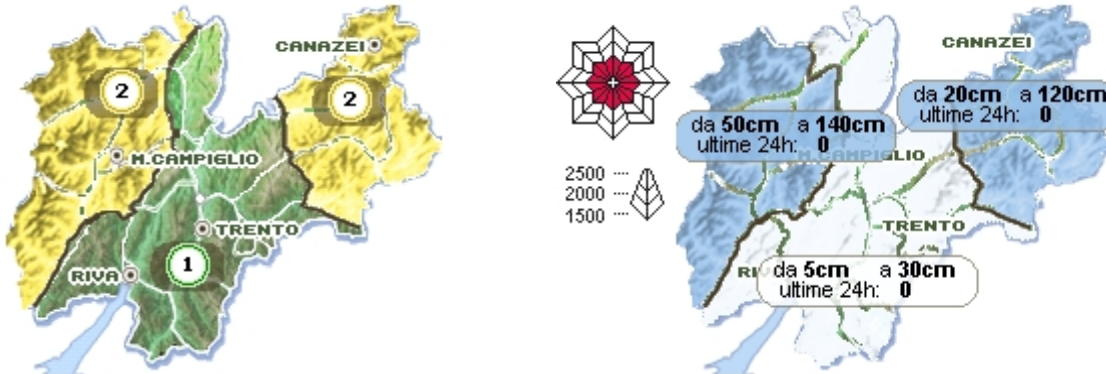 CANAZEI
2
2
M.CAMPIGLIO
TRENTO
1
RIVA
CANAZEI
da 20cm a 120cm
ultime 24h: 0
da 50cm a 140cm
ultime 24h: 0
M.CAMPIGLIO
2500
2000
1500
TRENTO
RI
da 5cm a 30cm
ultime 24h: 0